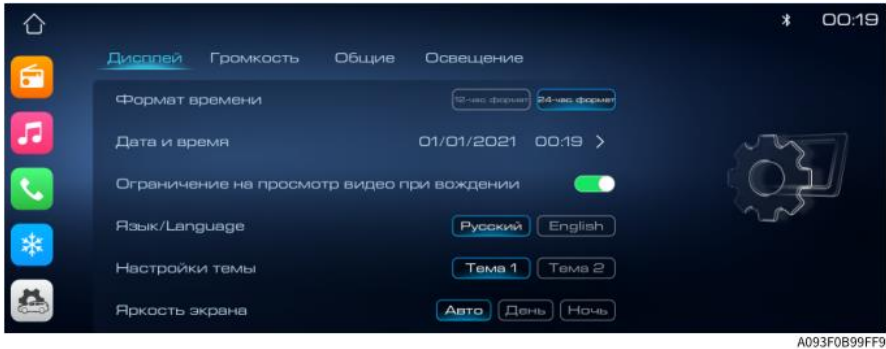 00:19
Дисплей Громкость Общие Освещение
Формат времени 12-час. формат 24-час. формат
Дата и время 01/01/2021 00:19 >
Ограничение на просмотр видео при вождении
Язык/Language Русский English
Настройки темы Тема 1 Тема 2
Яркость экрана Авто День Ночь
A093F0B99FF9